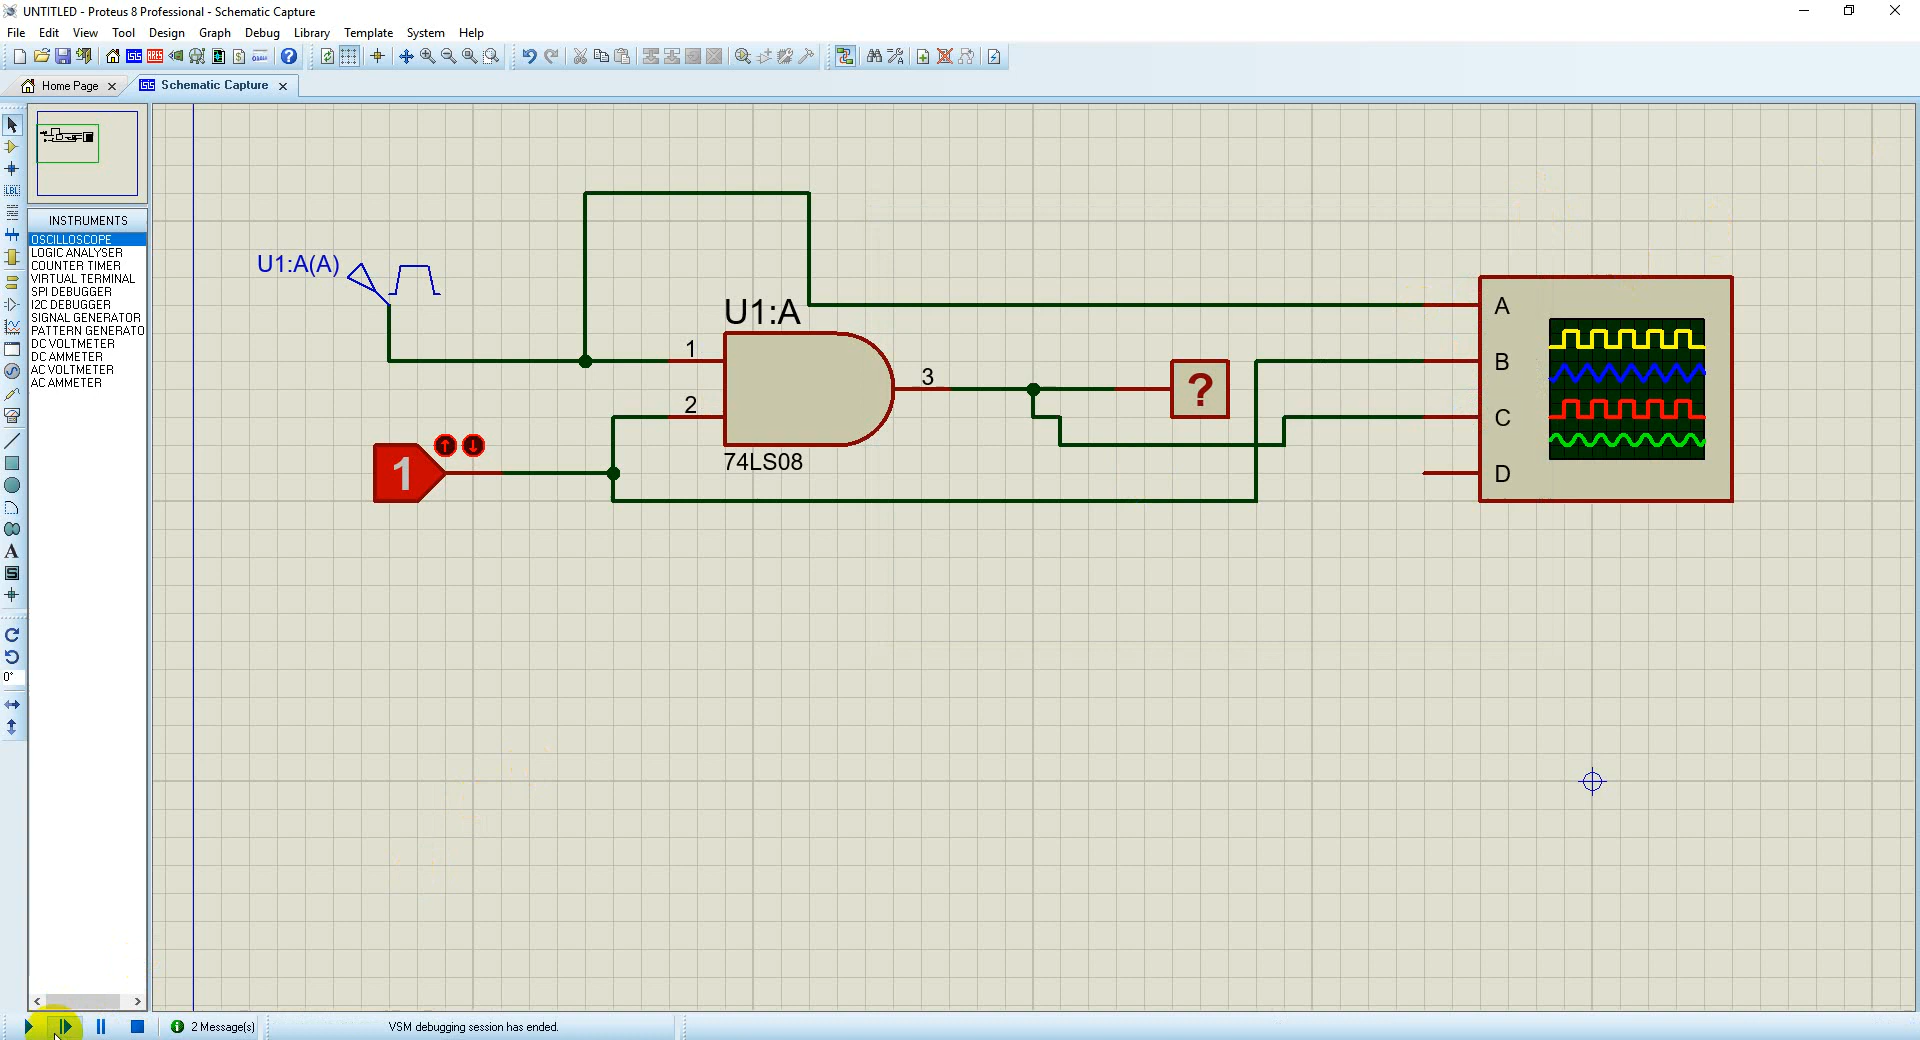 UNTITLED - Proteus 8 Professional - Schematic Capture
File Edit View Tool Design Graph Debug Library Template System Help
Home Page
Schematic Capture
LBL
INSTRUMENTS
OSCILLOSCOPE
LOGIC ANALYSER
COUNTER TIMER
VIRTUAL TERMINAL
SPI DEBUGGER
I2C DEBUGGER
SIGNAL GENERATOR
PATTERN GENERATO
DC VOLTMETER
DC AMMETER
AC VOLTMETER
AC AMMETER
A
S
0°
U1:A(A)
U1:A
1
2
3
74LS08
1
?
A
B
C
D
2 Message(s)
VSM debugging session has ended.